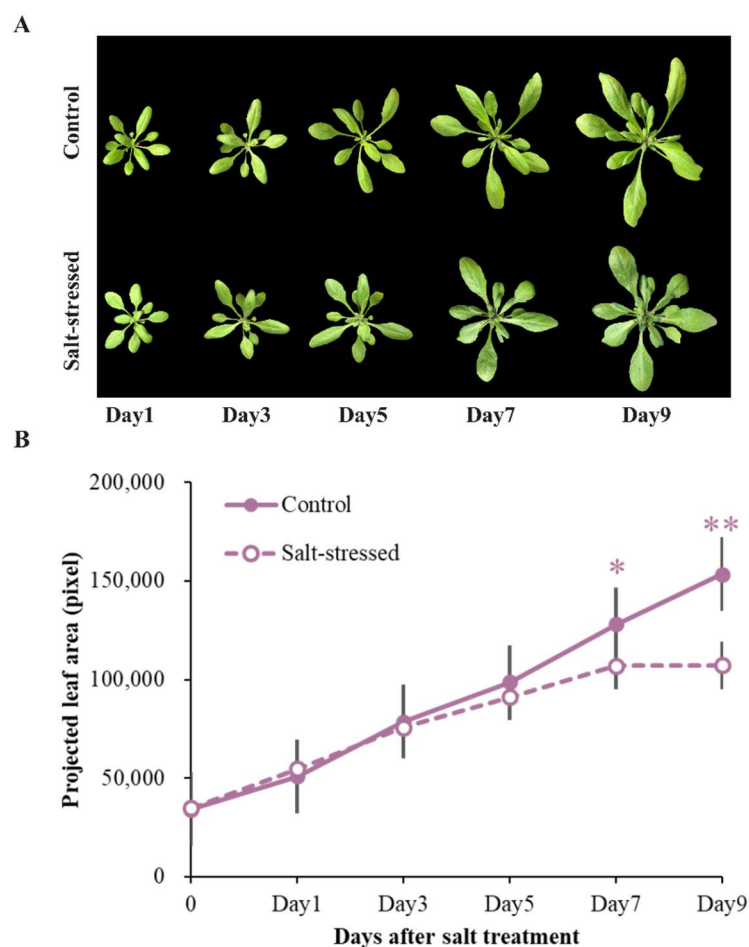 A
Control
Salt-stressed
Day1 Day3 Day5 Day7 Day9
B
200,000
150,000
100,000
50,000
0
Projected leaf area (pixel)
Control
Salt-stressed
*
**
0 Day1 Day3 Day5 Day7 Day9
Days after salt treatment